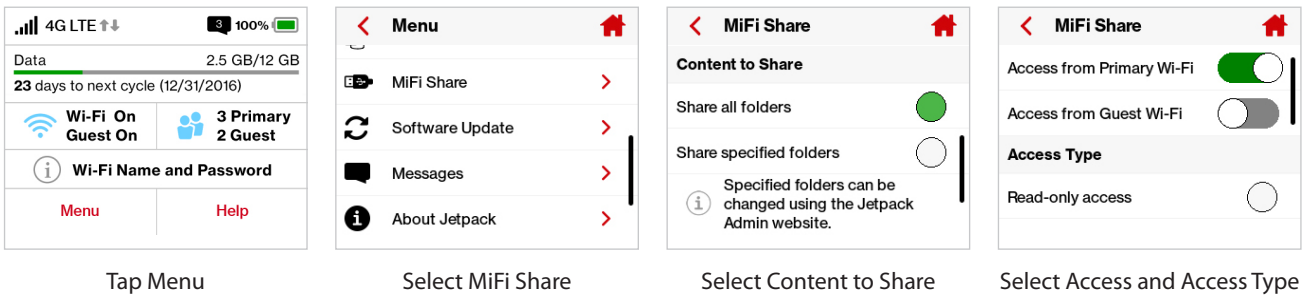 4G LTE
3 100%
Data 2.5 GB/12 GB
23 days to next cycle (12/31/2016)
Wi-Fi On
Guest On
3 Primary
2 Guest
i Wi-Fi Name and Password
Menu Help
Tap Menu
Menu
MiFi Share
Software Update
Messages
i About Jetpack
Select MiFi Share
MiFi Share
Content to Share
Share all folders
Share specified folders
i Specified folders can be
changed using the Jetpack
Admin website.
Select Content to Share
MiFi Share
Access from Primary Wi-Fi
Access from Guest Wi-Fi
Access Type
Read-only access
Select Access and Access Type